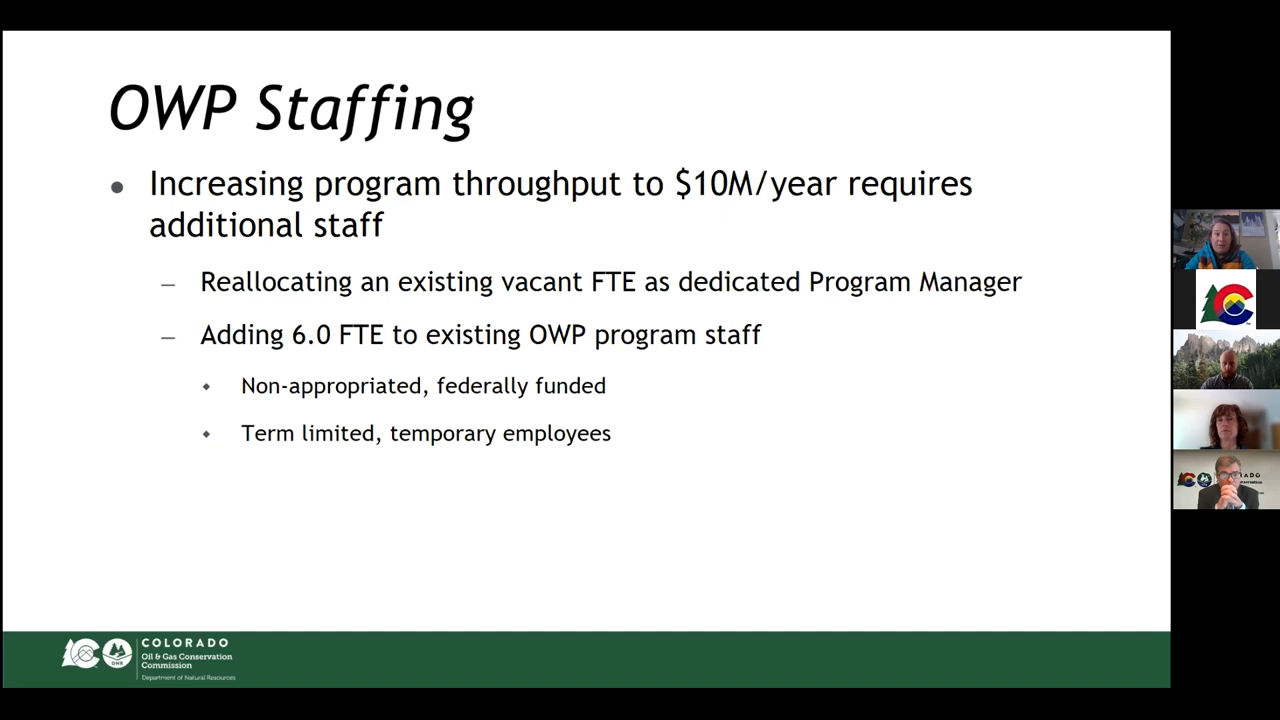 OWP Staffing
● Increasing program throughput to $10M/year requires
additional staff
– Reallocating an existing vacant FTE as dedicated Program Manager
– Adding 6.0 FTE to existing OWP program staff
◆ Non-appropriated, federally funded
◆ Term limited, temporary employees
COLORADO
Oil & Gas Conservation
Commission
Department of Natural Resources
DNR